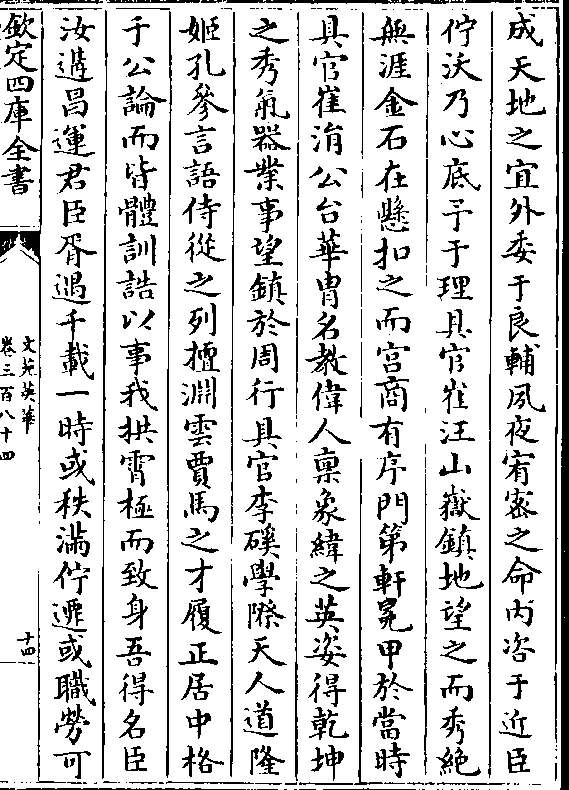 成天地之宜外委于良輔夙夜宥密之命内咨于近臣
佇沃乃心底予于理具官崔汪山嶽鎮地望之而秀絶
無涯金石在懸扣之而宫商有序門第軒冕甲於當時
具官崔涓公台華胄名教偉人禀象緯之英姿得乾坤
之秀氣器業事望鎮於周行具官李磎學際天人道隆
姬孔參言語侍從之列擅淵雲賈馬之才履正居中格
于公論而皆體訓誥以事我拱霄極而致身吾得名臣
汝遘昌運君臣胥遇千載一時或秩滿佇遷或職勞可
欽定四庫全書
文苑英華
卷三百八十四
十四